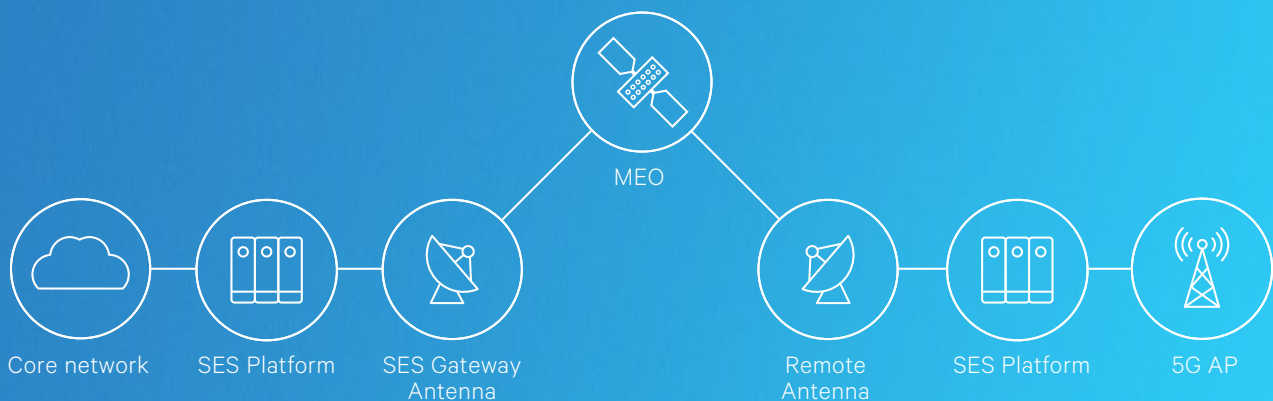 MEO
Core network
SES Platform
SES Gateway
Antenna
Remote
Antenna
SES Platform
5G AP